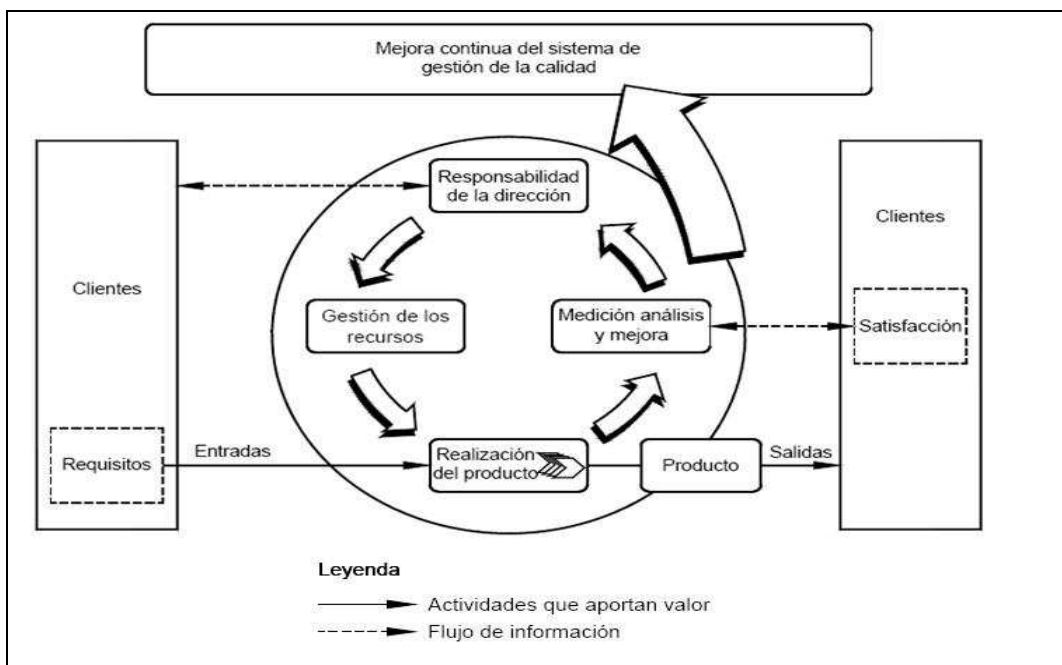 Mejora continua del sistema de
gestión de la calidad
Responsabilidad
de la dirección
Clientes
Clientes
Gestión de los
recursos
Medición análisis
y mejora
Satisfacción
Requisitos
Entradas
Realización
del producto
Producto
Salidas
Leyenda
Actividades que aportan valor
Flujo de información